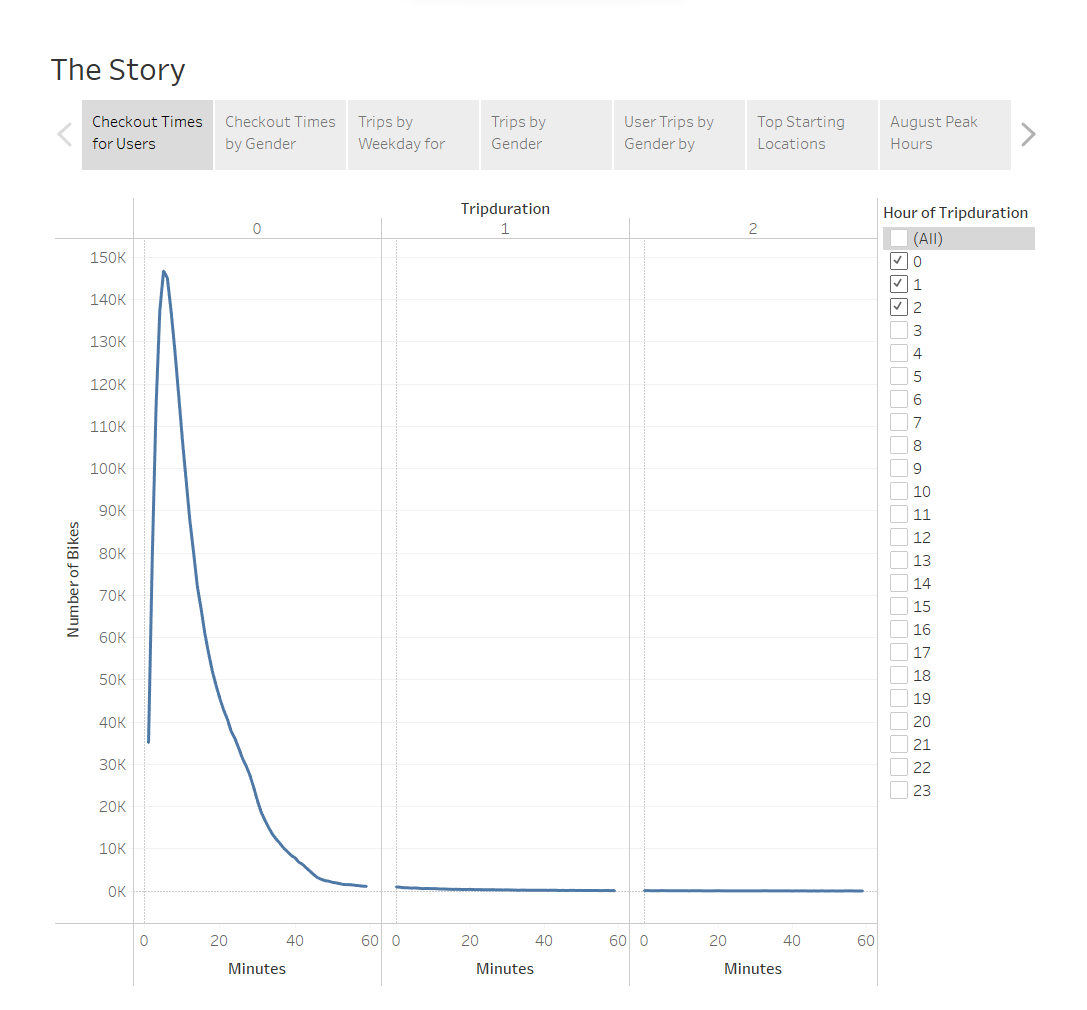 The Story
Checkout Times
for Users
Checkout Times
by Gender
Trips by
Weekday for
Trips by
Gender
User Trips by
Gender by
Top Starting
Locations
August Peak
Hours
Tripduration
0 1 2
150K
140K
130K
120K
110K
100K
90K
80K
70K
60K
50K
40K
30K
20K
10K
0K
Number of Bikes
0 20 40 60 0 20 40 60 0 20 40 60
Minutes Minutes Minutes
Hour of Tripduration
(All)
0
1
2
3
4
5
6
7
8
9
10
11
12
13
14
15
16
17
18
19
20
21
22
23